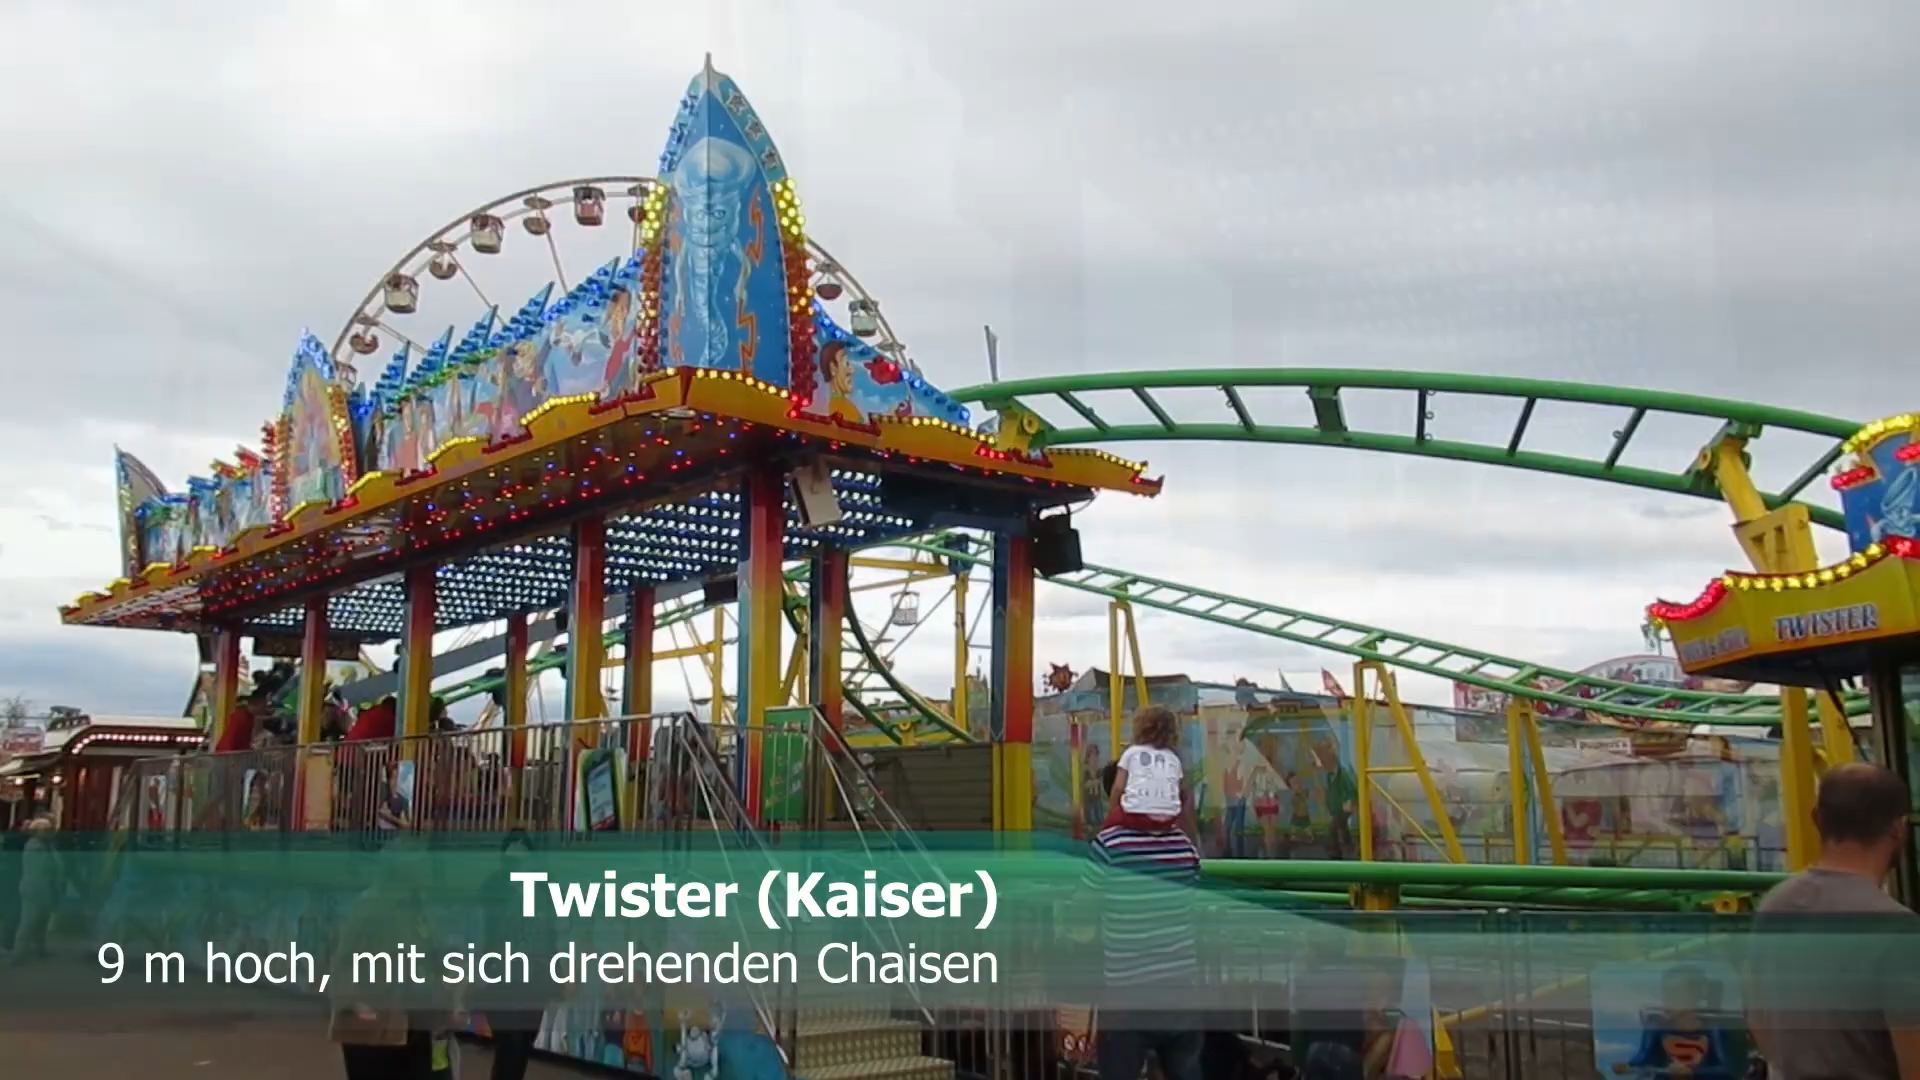 TWISTER
Twister (Kaiser)
9 m hoch, mit sich drehenden Chaisen